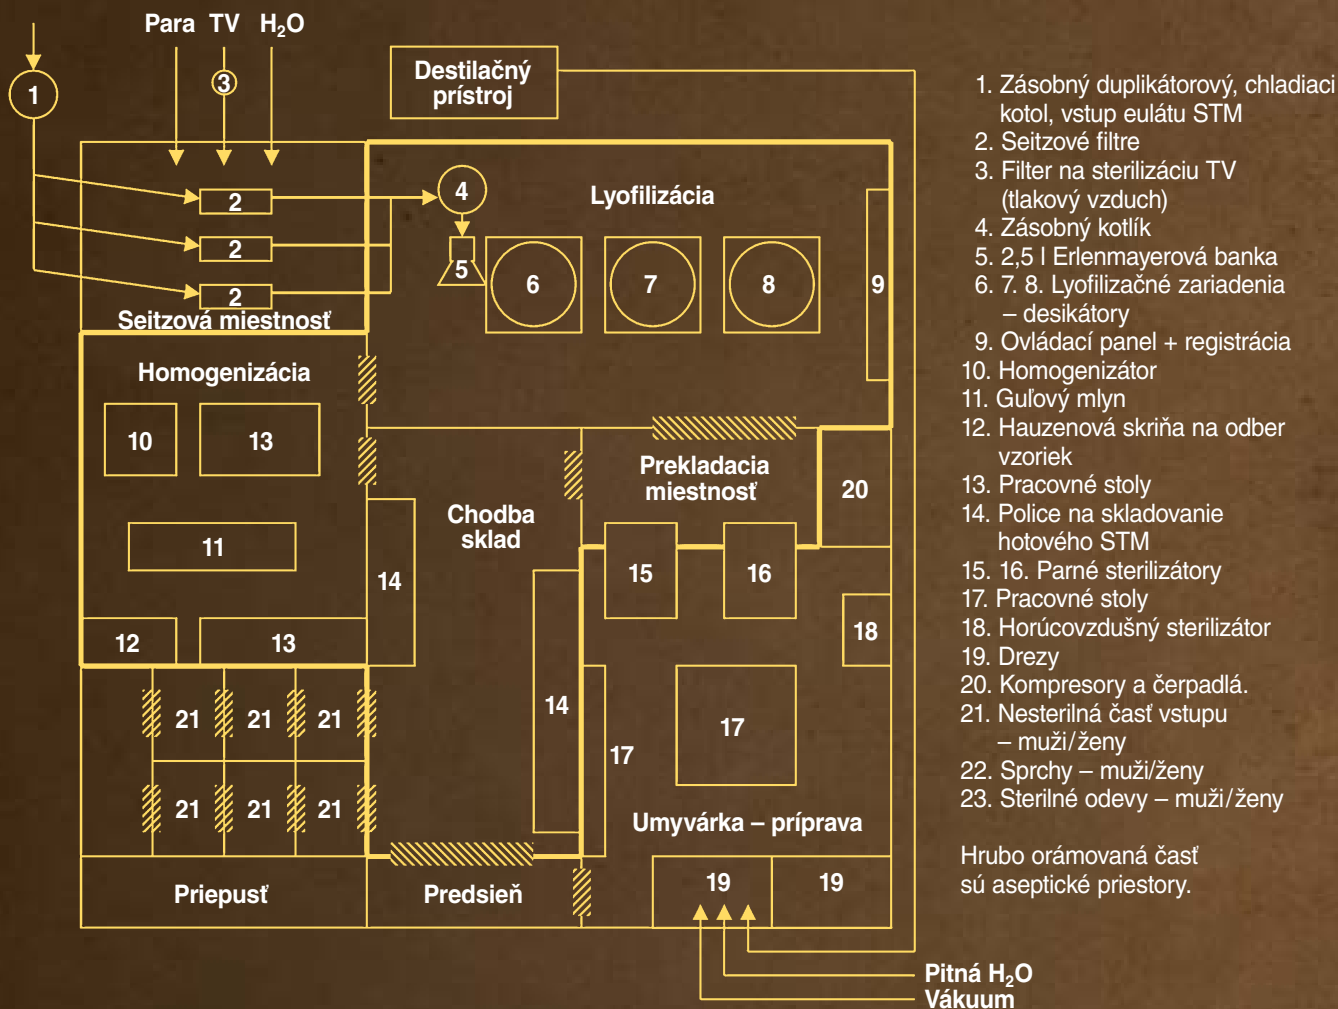 Para TV H₂O
1
3
Destilačný
prístroj
2
2
2
Seitzová miestnosť
4
5
Lyofilizácia
6
7
8
9
Homogenizácia
10
13
11
12
13
14
Chodba
sklad
14
Prekladacia
miestnosť
20
15
16
18
17
17
Umyvárka – príprava
21 21 21
21 21 21
Priepusť
Predsieň
19
19
Pitná H₂O
Vákuum
1. Zásobný duplikátorový, chladiaci
kotol, vstup eulátu STM
2. Seitzové filtre
3. Filter na sterilizáciu TV
(tlakový vzduch)
4. Zásobný kotlík
5. 2,5 l Erlenmayerová banka
6. 7. 8. Lyofilizačné zariadenia
– desikátory
9. Ovládací panel + registrácia
10. Homogenizátor
11. Guľový mlyn
12. Hauzenová skriňa na odber
vzoriek
13. Pracovné stoly
14. Police na skladovanie
hotového STM
15. 16. Parné sterilizátory
17. Pracovné stoly
18. Horúcovzdušný sterilizátor
19. Drezy
20. Kompresory a čerpadlá.
21. Nesterilná časť vstupu
– muži/ženy
22. Sprchy – muži/ženy
23. Sterilné odevy – muži/ženy
Hrubo orámovaná časť
sú aseptické priestory.